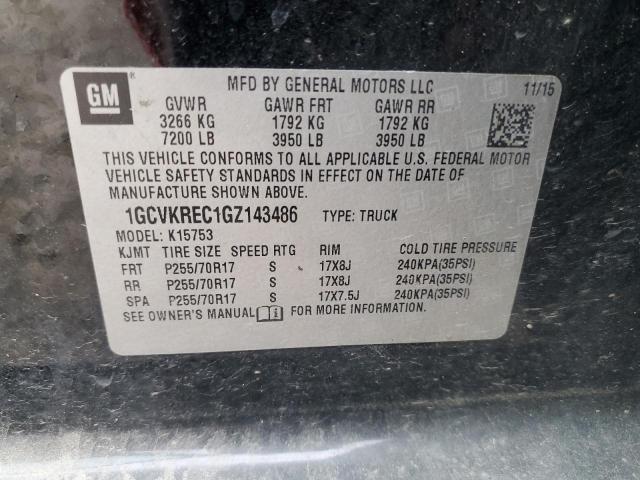 GM
MFD BY GENERAL MOTORS LLC 11/15
GVWR GAWR FRT GAWR RR
3266 KG 1792 KG 1792 KG
7200 LB 3950 LB 3950 LB
THIS VEHICLE CONFORMS TO ALL APPLICABLE U.S. FEDERAL MOTOR
VEHICLE SAFETY STANDARDS IN EFFECT ON THE DATE OF
MANUFACTURE SHOWN ABOVE.
1GCVKREC1GZ143486 TYPE: TRUCK
MODEL: K15753
KJMT TIRE SIZE SPEED RTG RIM COLD TIRE PRESSURE
FRT P255/70R17 S 17X8J 240KPA(35PSI)
RR P255/70R17 S 17X8J 240KPA(35PSI)
SPA P255/70R17 S 17X7.5J 240KPA(35PSI)
SEE OWNER'S MANUAL i FOR MORE INFORMATION.